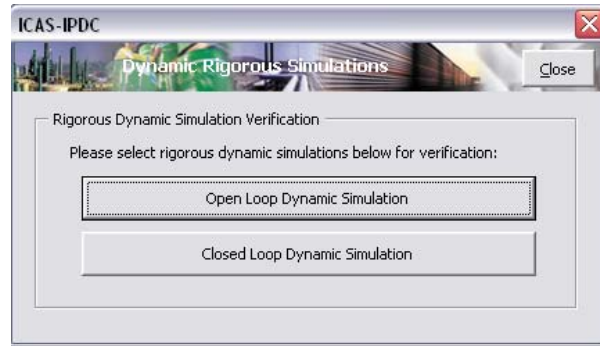 ICAS-IPDC
Dynamic Rigorous Simulations
Close
Rigorous Dynamic Simulation Verification
Please select rigorous dynamic simulations below for verification:
Open Loop Dynamic Simulation
Closed Loop Dynamic Simulation